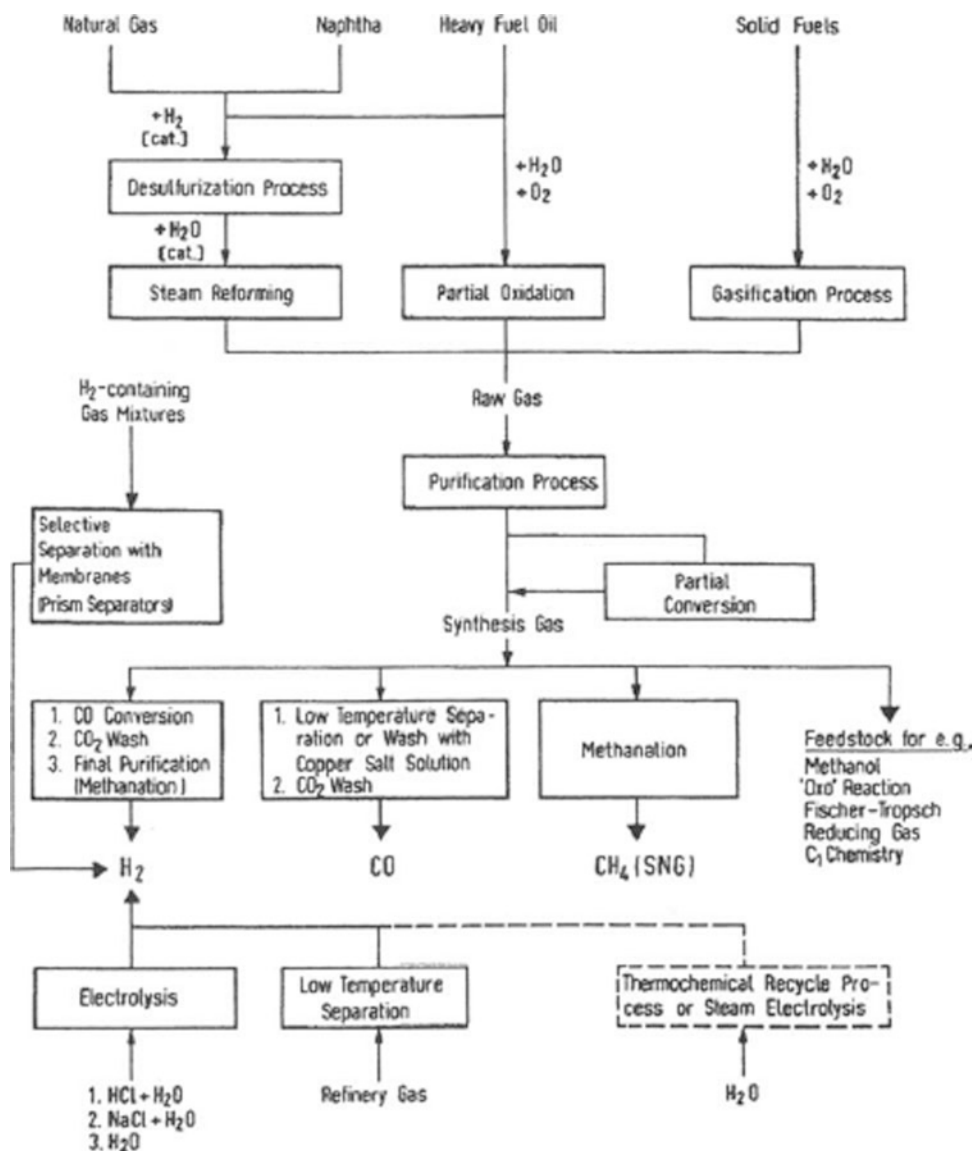 Natural Gas
Naphtha
Heavy Fuel Oil
Solid Fuels
+H₂
[cat.]
Desulfurization Process
+H₂O
+O₂
+H₂O
+O₂
+H₂O
[cat.]
Steam Reforming
Partial Oxidation
Gasification Process
H₂-containing
Gas Mixtures
Raw Gas
Purification Process
Selective
Separation with
Membranes
(Prism Separators)
Partial
Conversion
Synthesis Gas
1. CO Conversion
2. CO₂ Wash
3. Final Purification
(Methanation)
1. Low Temperature Sepa-
ration or Wash with
Copper Salt Solution
2. CO₂ Wash
Methanation
Feedstock for e.g.
Methanol
"Oxo" Reaction
Fischer-Tropsch
Reducing Gas
C₁ Chemistry
H₂
CO
CH₄ (SNG)
Electrolysis
Low Temperature
Separation
Thermochemical Recycle Pro-
cess or Steam Electrolysis
1. HCl + H₂O
2. NaCl + H₂O
3. H₂O
Refinery Gas
H₂O